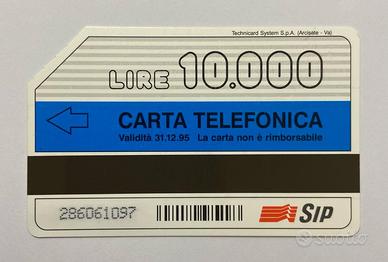 Technicard System S.p.A. (Arcisate - Va)
LIRE 10.000
CARTA TELEFONICA
Validità 31.12.95 La carta non è rimborsabile
286061097
SIP
subito